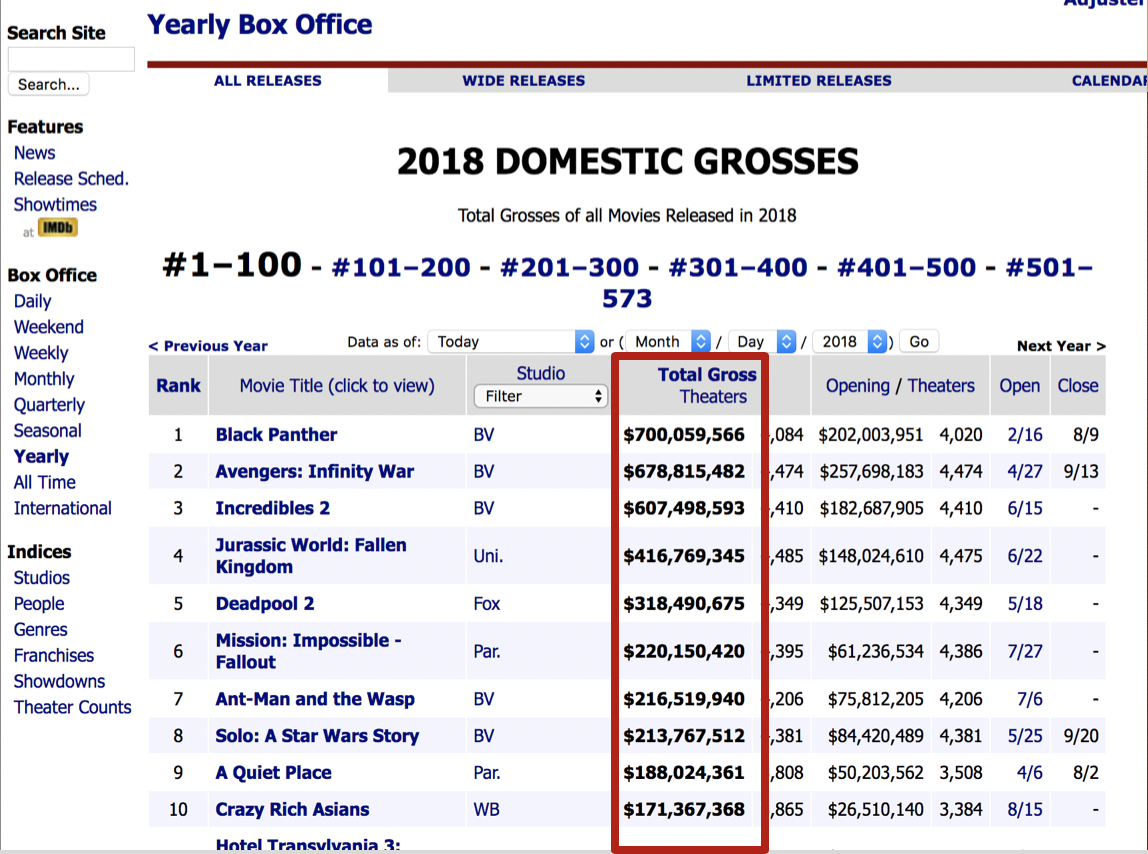 Adjuster
Search Site
Yearly Box Office
Search...
ALL RELEASES WIDE RELEASES LIMITED RELEASES CALENDAR
Features
News
Release Sched.
Showtimes
at IMDb
2018 DOMESTIC GROSSES
Total Grosses of all Movies Released in 2018
#1–100 - #101–200 - #201–300 - #301–400 - #401–500 - #501–
573
Box Office
Daily
Weekend
Weekly
Monthly
Quarterly
Seasonal
Yearly
All Time
International
Indices
Studios
People
Genres
Franchises
Showdowns
Theater Counts
< Previous Year Data as of: Today or ( Month / Day / 2018 ) Go Next Year >
Rank Movie Title (click to view) Studio Filter Total Gross Theaters Opening / Theaters Open Close
1 Black Panther BV $700,059,566 ,084 $202,003,951 4,020 2/16 8/9
2 Avengers: Infinity War BV $678,815,482 ,474 $257,698,183 4,474 4/27 9/13
3 Incredibles 2 BV $607,498,593 ,410 $182,687,905 4,410 6/15 -
4 Jurassic World: Fallen Kingdom Uni. $416,769,345 ,485 $148,024,610 4,475 6/22 -
5 Deadpool 2 Fox $318,490,675 ,349 $125,507,153 4,349 5/18 -
6 Mission: Impossible - Fallout Par. $220,150,420 ,395 $61,236,534 4,386 7/27 -
7 Ant-Man and the Wasp BV $216,519,940 ,206 $75,812,205 4,206 7/6 -
8 Solo: A Star Wars Story BV $213,767,512 ,381 $84,420,489 4,381 5/25 9/20
9 A Quiet Place Par. $188,024,361 ,808 $50,203,562 3,508 4/6 8/2
10 Crazy Rich Asians WB $171,367,368 ,865 $26,510,140 3,384 8/15 -
Hotel Transylvania 3: